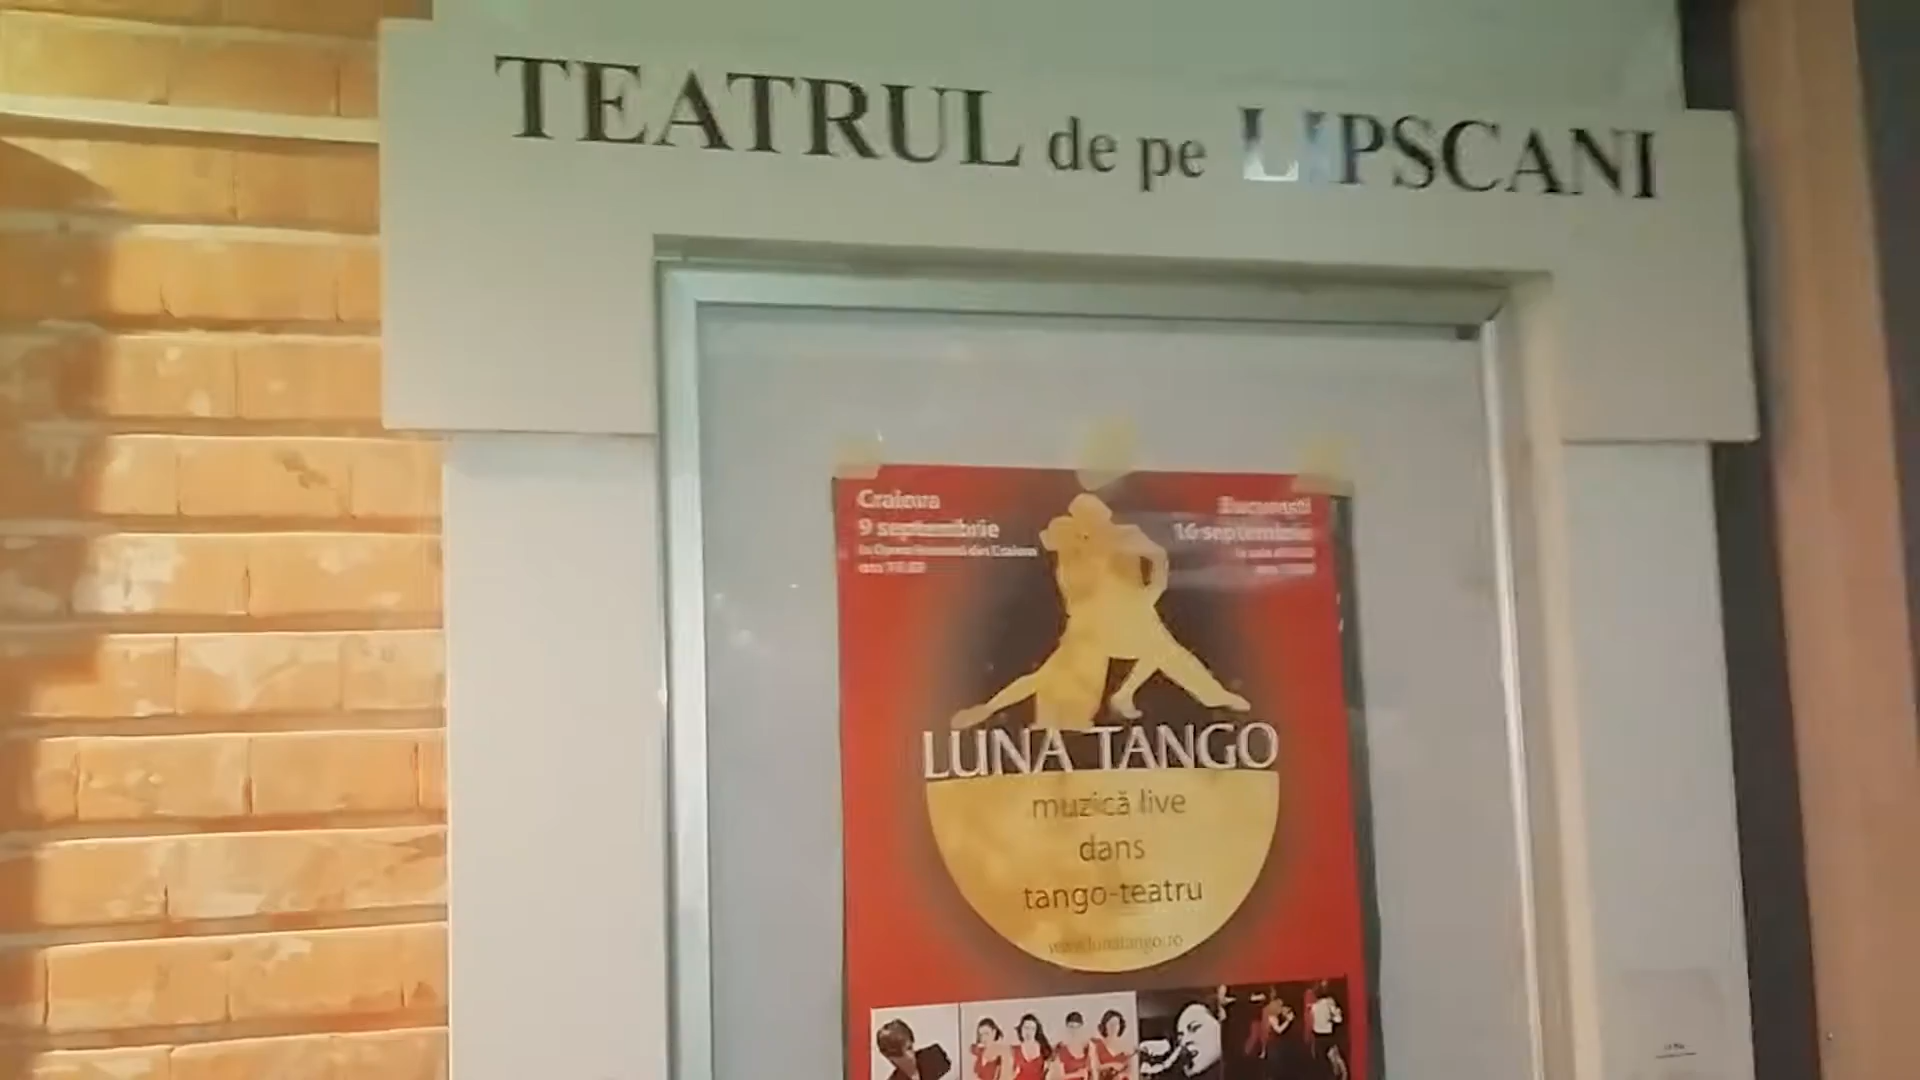 TEATRUL de pe LIPSCANI
Craiova
9 septembrie
București
16 septembrie
LUNA TANGO
muzică live
dans
tango-teatru
www.lunatango.ro